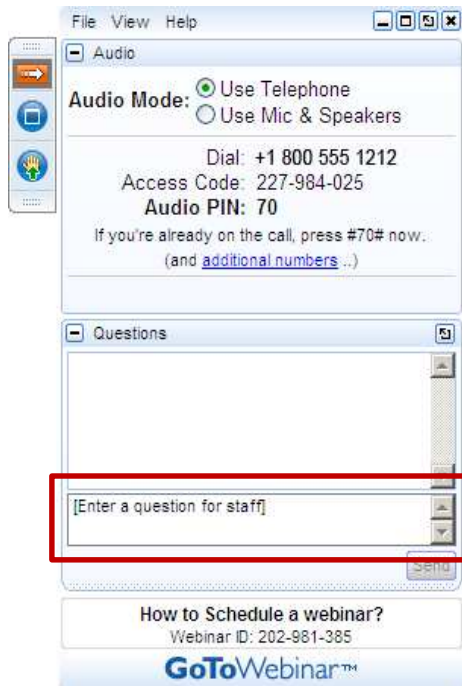 File View Help
Audio
Audio Mode: Use Telephone
Use Mic & Speakers
Dial: +1 800 555 1212
Access Code: 227-984-025
Audio PIN: 70
If you're already on the call, press #70# now.
(and additional numbers ..)
Questions
[Enter a question for staff]
Send
How to Schedule a webinar?
Webinar ID: 202-981-385
GoToWebinar™